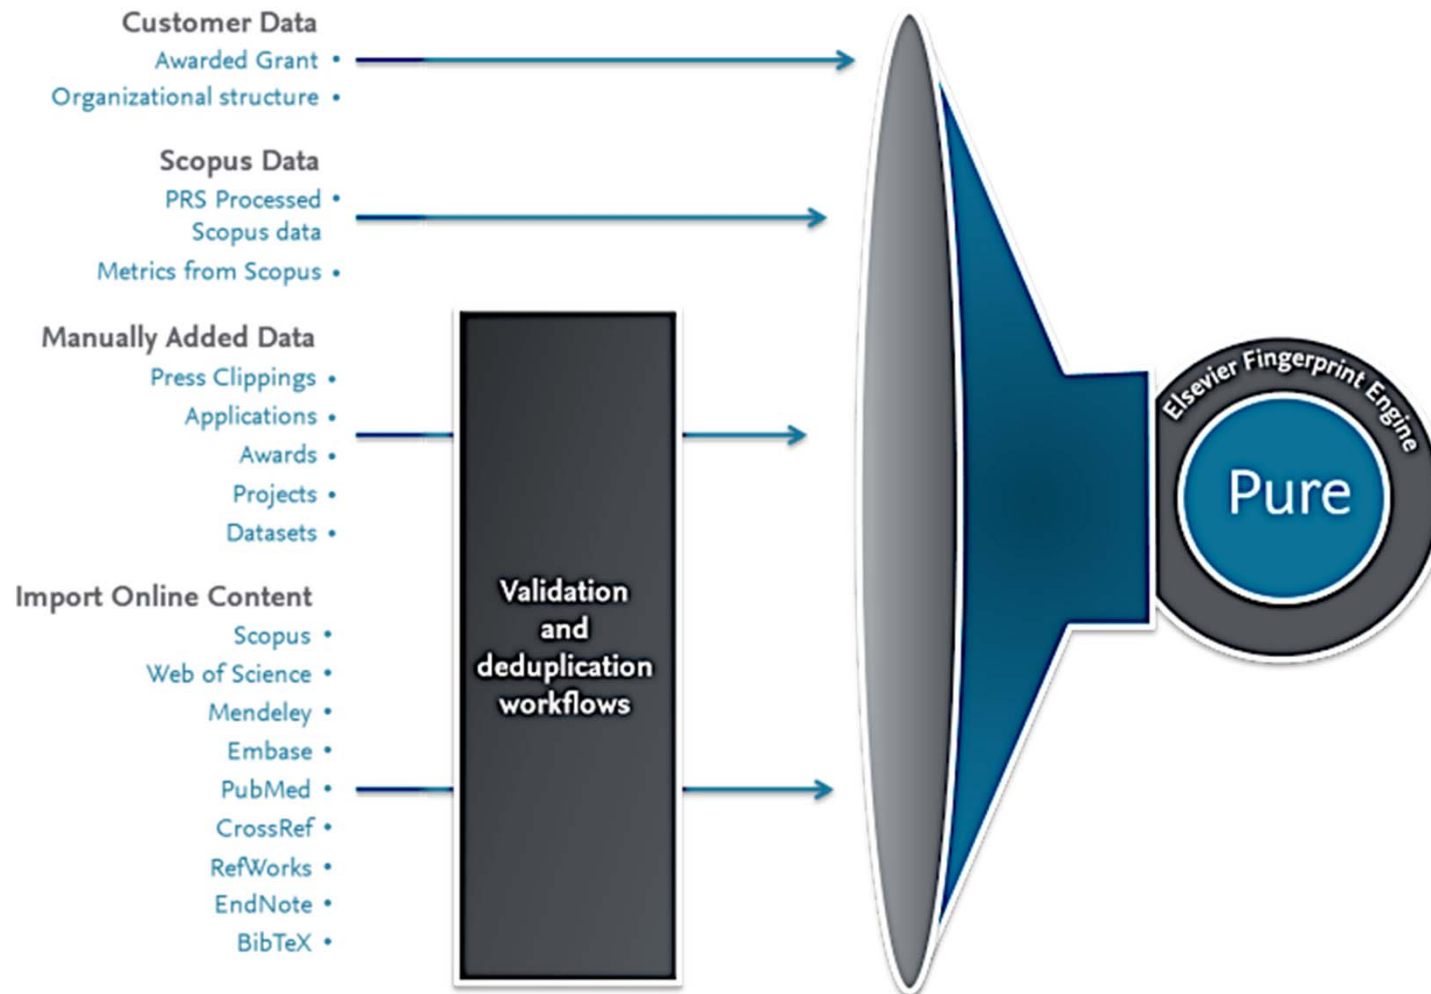 Customer Data
Awarded Grant •
Organizational structure •
Scopus Data
PRS Processed •
Scopus data
Metrics from Scopus •
Manually Added Data
Press Clippings •
Applications •
Awards •
Projects •
Datasets •
Import Online Content
Scopus •
Web of Science •
Mendeley •
Embase •
PubMed •
CrossRef •
RefWorks •
EndNote •
BibTeX •
Validation
and
deduplication
workflows
Elsevier Fingerprint Engine
Pure